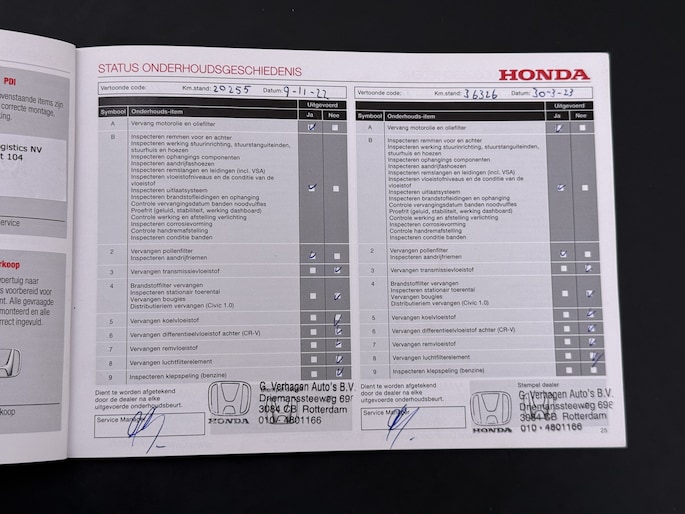 PDI
ovenstaande items zijn
correcte montage,
ing.
gistics NV
t 104
ervice
rkoop
voertuig naar
s voorbereid voor
nt. Alle gevraagde
monteerd en alle
rrect ingevuld.
koop
STATUS ONDERHOUDSGESCHIEDENIS
HONDA
Vertoonde code:
Km.stand: 20255
Datum: 9-11-22
Uitgevoerd
Symbool
Onderhouds-item
Ja
Nee
A
Vervang motorolie en oliefilter
B
Inspecteren remmen voor en achter
Inspecteren werking stuurinrichting, stuurstanguiteinden,
stuurhuis en hoezen
Inspecteren ophangings componenten
Inspecteren aandrijfashoezen
Inspecteren remslangen en leidingen (incl. VSA)
Inspecteren vloeistofniveaus en de conditie van de
vloeistof
Inspecteren uitlaatsysteem
Inspecteren brandstofleidingen en ophanging
Controle vervangingsdatum banden noodvulfles
Proefrit (geluid, stabiliteit, werking dashboard)
Controle werking en afstelling verlichting
Inspecteren corrosievorming
Controle handremafstelling
Inspecteren conditie banden
2
Vervangen pollenfilter
Inspecteren aandrijfriemen
3
Vervangen transmissievloeistof
4
Brandstoffilter vervangen
Inspecteren stationair toerental
Vervangen bougies
Distributieriem vervangen (Civic 1.0)
5
Vervangen koelvloeistof
6
Vervangen differentieelvloeistof achter (CR-V)
7
Vervangen remvloeistof
8
Vervangen luchtfilterelement
9
Inspecteren klepspeling (benzine)
Dient te worden afgetekend
door de dealer na elke
uitgevoerde onderhoudsbeurt.
Service Manager
HONDA
G. Verhagen Auto's B.V.
Driemanssteeweg 698
3084 CB Rotterdam
010 - 4801166
Vertoonde code:
Km.stand: 36326
Datum: 30-3-23
Uitgevoerd
Symbool
Onderhouds-item
Ja
Nee
A
Vervang motorolie en oliefilter
B
Inspecteren remmen voor en achter
Inspecteren werking stuurinrichting, stuurstanguiteinden,
stuurhuis en hoezen
Inspecteren ophangings componenten
Inspecteren aandrijfashoezen
Inspecteren remslangen en leidingen (incl. VSA)
Inspecteren vloeistofniveaus en de conditie van de
vloeistof
Inspecteren uitlaatsysteem
Inspecteren brandstofleidingen en ophanging
Controle vervangingsdatum banden noodvulfles
Proefrit (geluid, stabiliteit, werking dashboard)
Controle werking en afstelling verlichting
Inspecteren corrosievorming
Controle handremafstelling
Inspecteren conditie banden
2
Vervangen pollenfilter
Inspecteren aandrijfriemen
3
Vervangen transmissievloeistof
4
Brandstoffilter vervangen
Inspecteren stationair toerental
Vervangen bougies
Distributieriem vervangen (Civic 1.0)
5
Vervangen koelvloeistof
6
Vervangen differentieelvloeistof achter (CR-V)
7
Vervangen remvloeistof
8
Vervangen luchtfilterelement
9
Inspecteren klepspeling (benzine)
Dient te worden afgetekend
door de dealer na elke
uitgevoerde onderhoudsbeurt.
Service Manager
HONDA
Stempel dealer
G. Verhagen Auto's B.V.
Driemanssteeweg 698
3084 CB Rotterdam
010 - 4801166
25